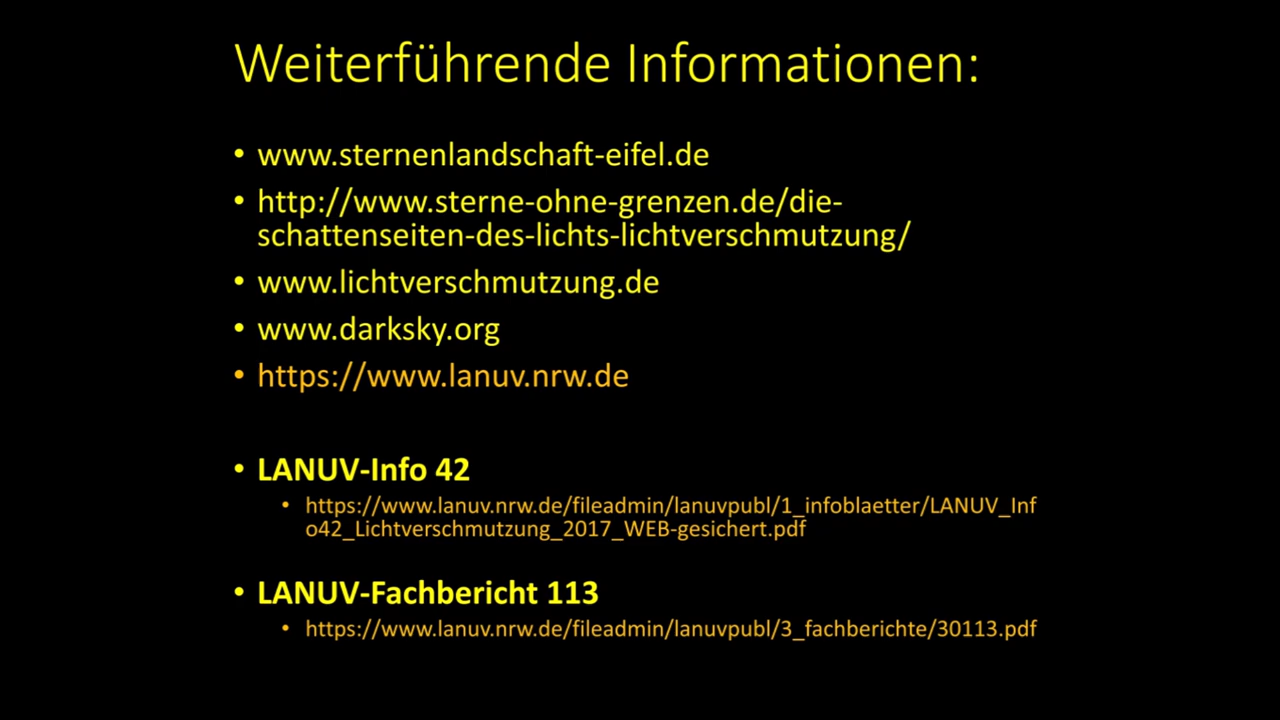 Weiterführende Informationen:
• www.sternenlandschaft-eifel.de
• http://www.sterne-ohne-grenzen.de/die-
schattenseiten-des-lichts-lichtverschmutzung/
• www.lichtverschmutzung.de
• www.darksky.org
• https://www.lanuv.nrw.de
• LANUV-Info 42
• https://www.lanuv.nrw.de/fileadmin/lanuvpubl/1_infoblaetter/LANUV_Inf
o42_Lichtverschmutzung_2017_WEB-gesichert.pdf
• LANUV-Fachbericht 113
• https://www.lanuv.nrw.de/fileadmin/lanuvpubl/3_fachberichte/30113.pdf